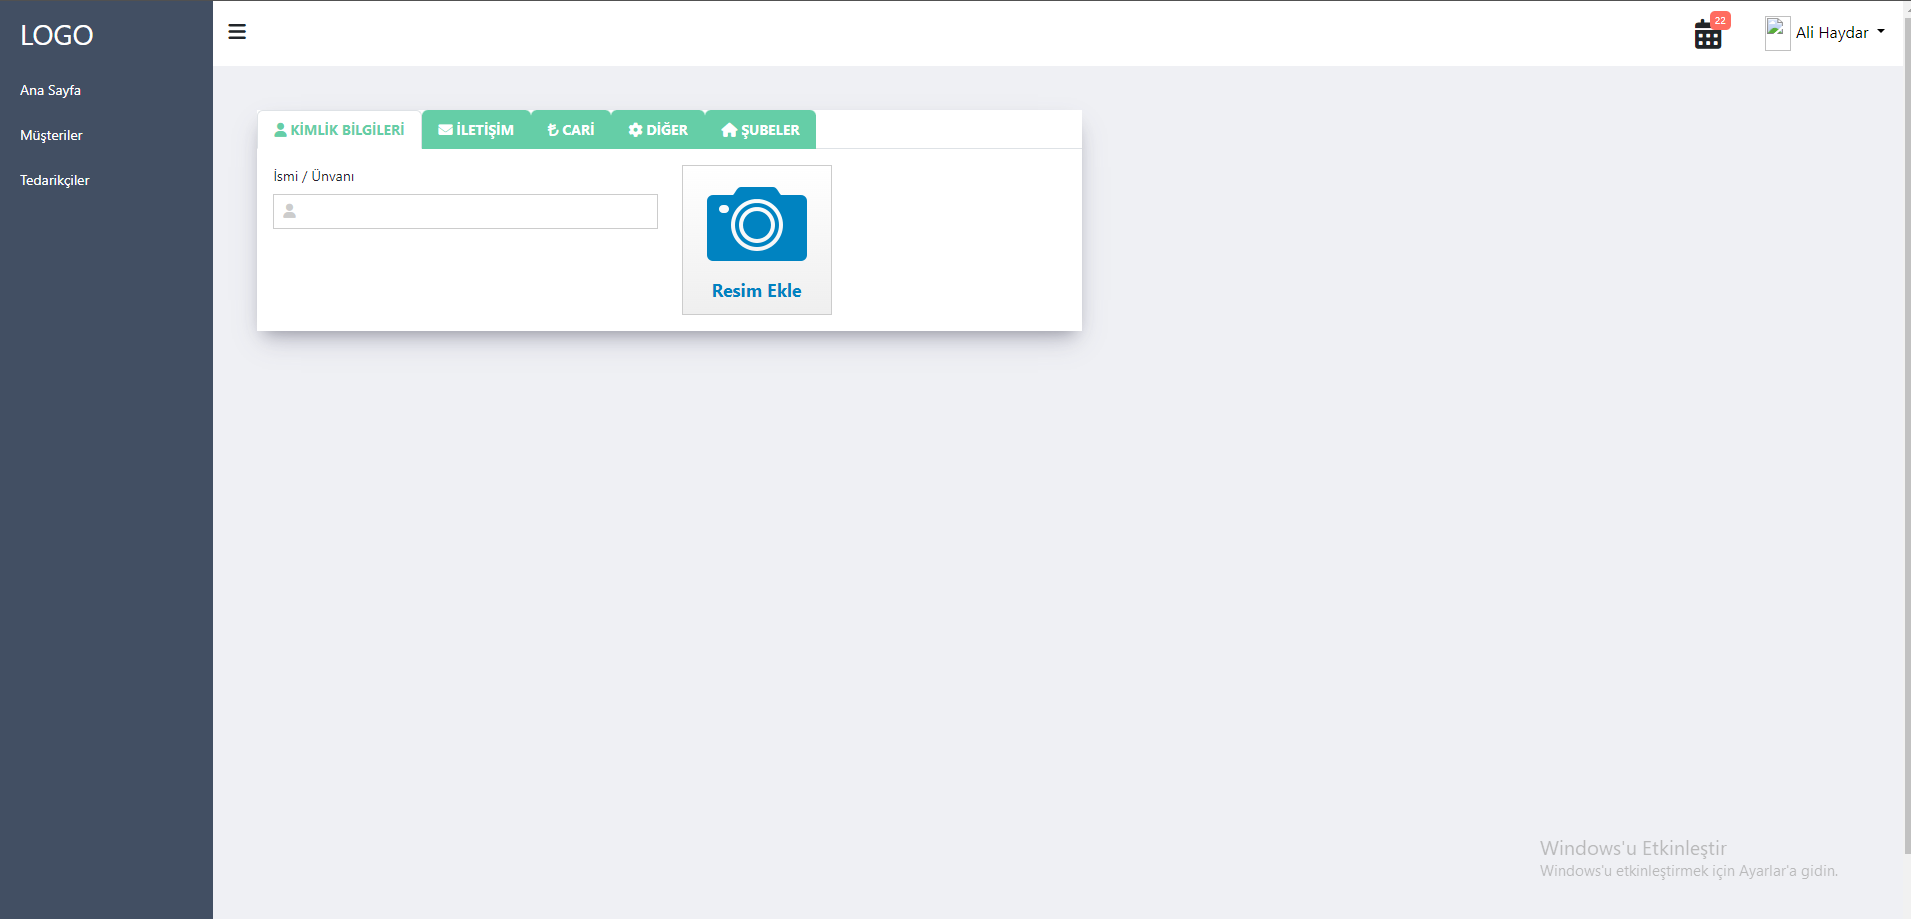 LOGO
22
Ali Haydar
Ana Sayfa
Müşteriler
Tedarikçiler
KİMLİK BİLGİLERİ
İLETİŞİM
CARİ
DİĞER
ŞUBELER
İsmi / Ünvanı
Resim Ekle
Windows'u Etkinleştir
Windows'u etkinleştirmek için Ayarlar'a gidin.